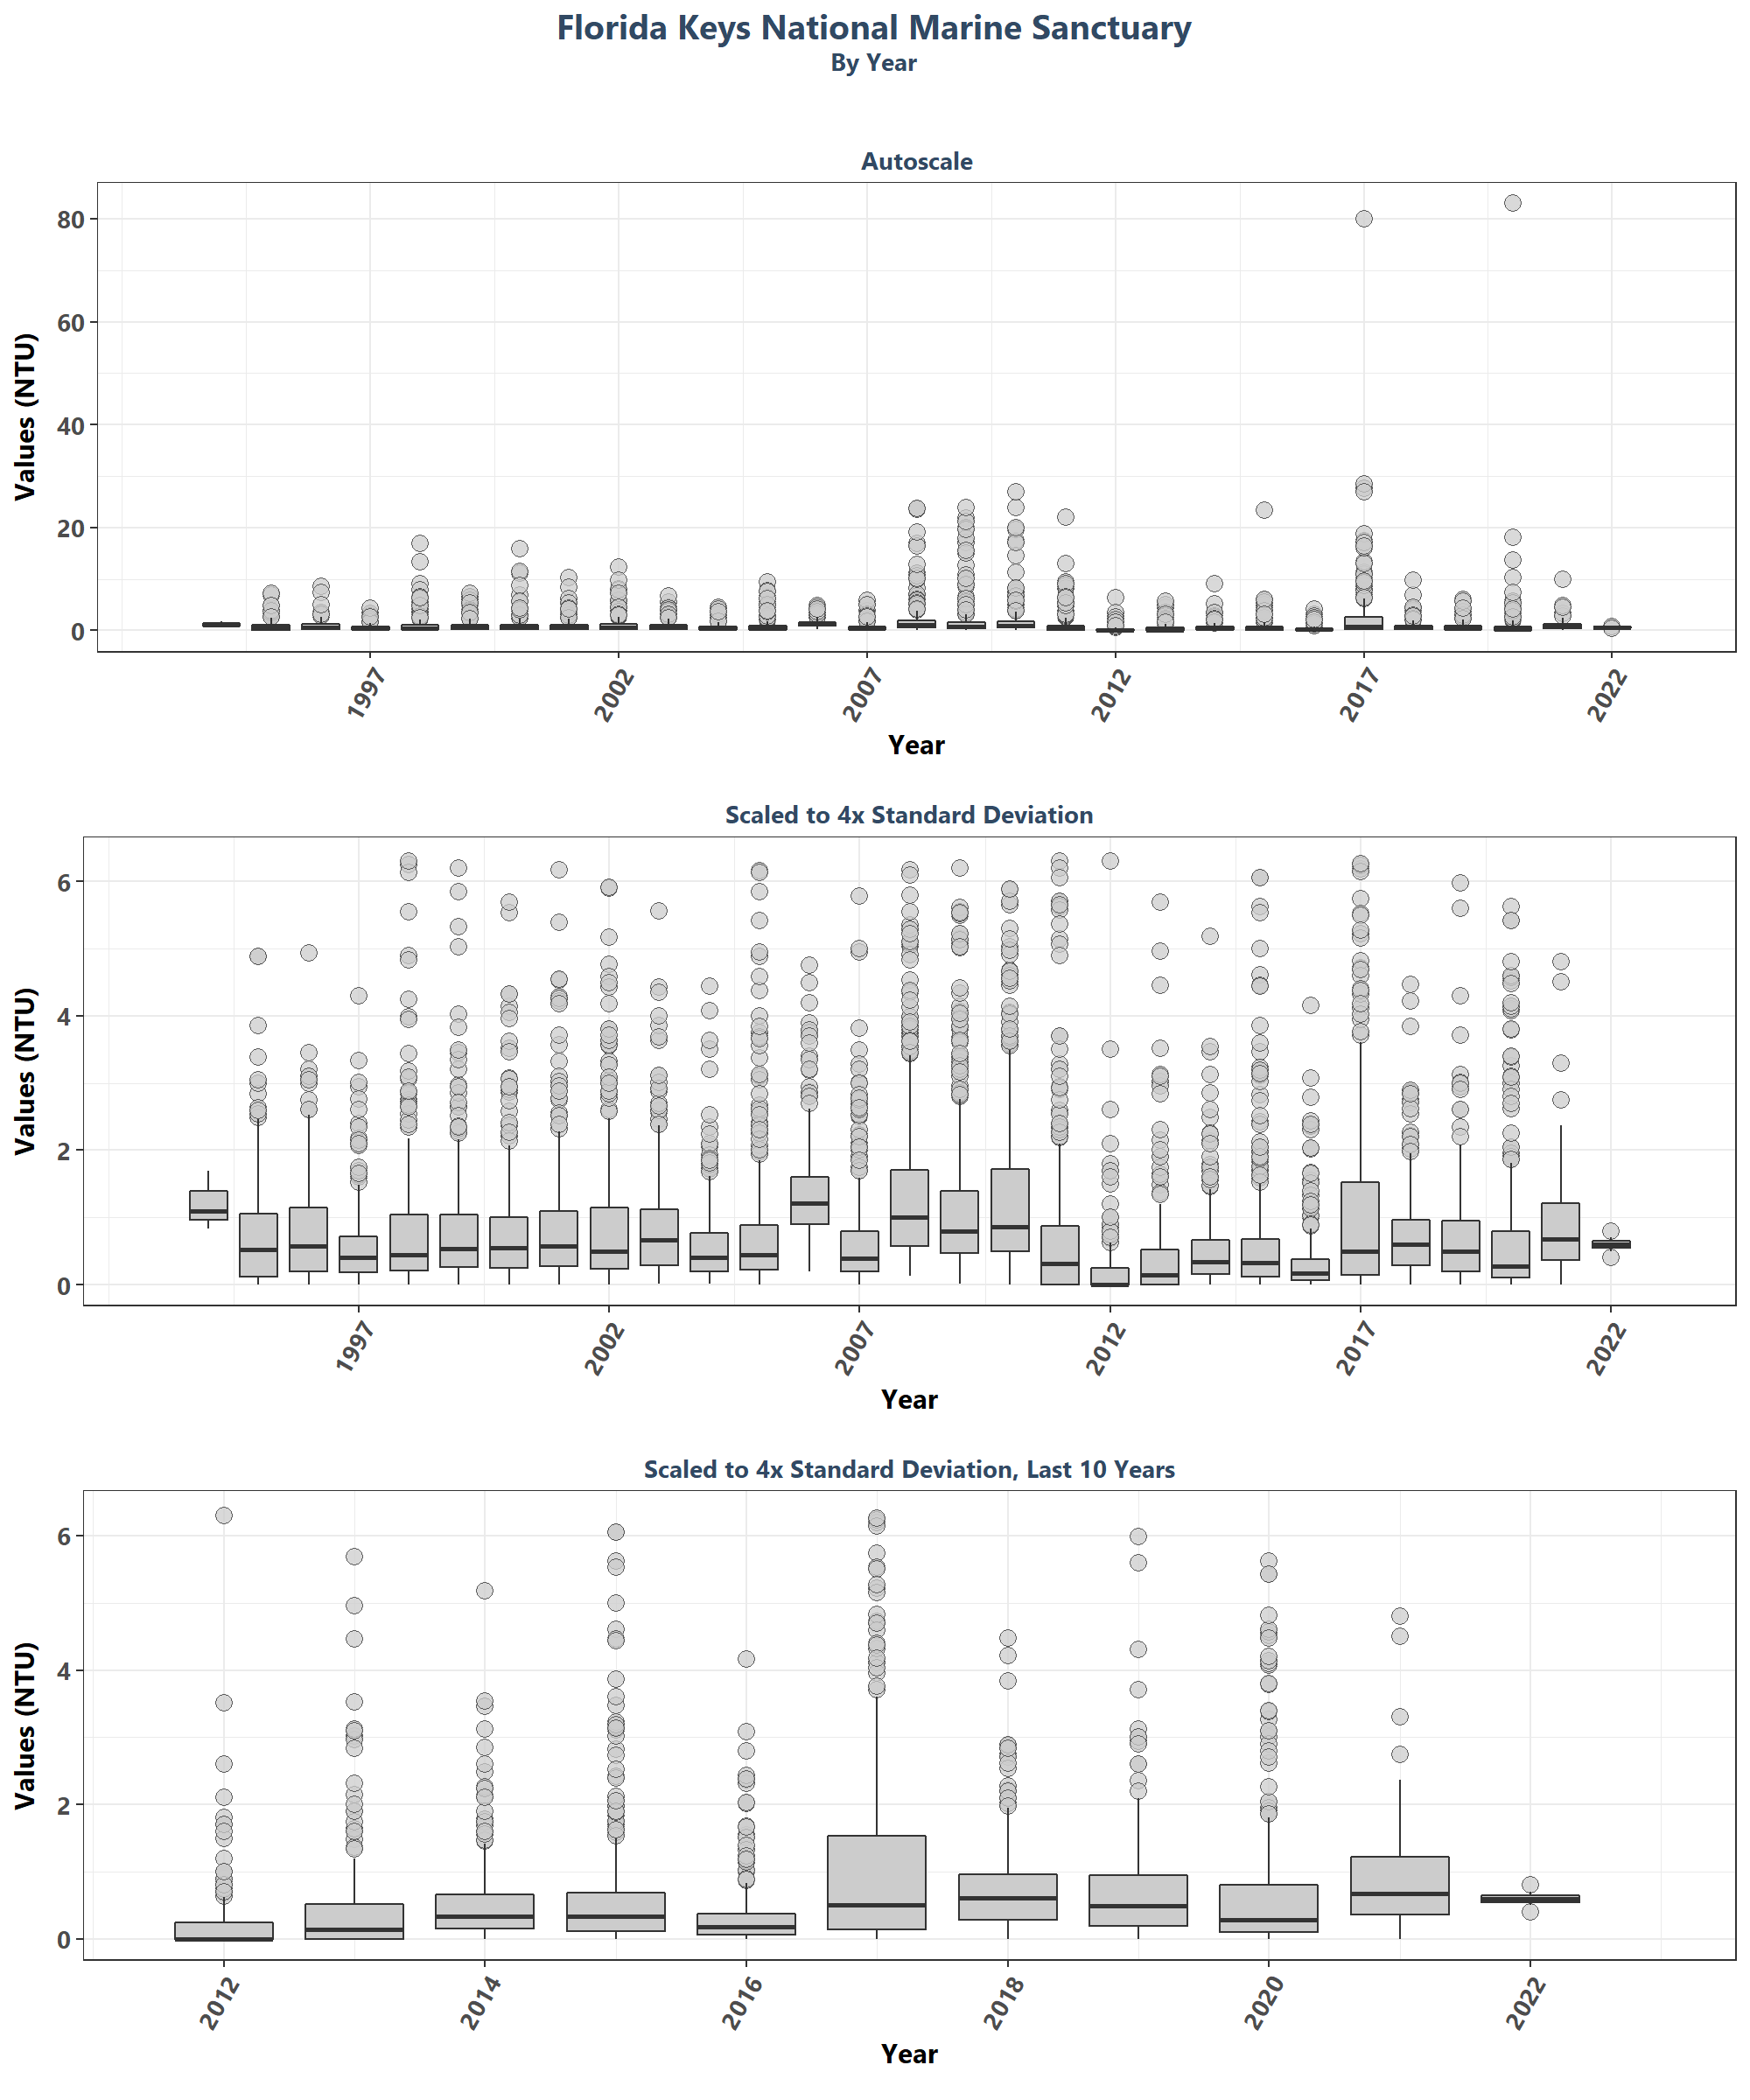 Florida Keys National Marine Sanctuary
By Year
Autoscale
Values (NTU)
80
60
40
20
0
1997 2002 2007 2012 2017 2022
Year
Scaled to 4x Standard Deviation
Values (NTU)
6
4
2
0
1997 2002 2007 2012 2017 2022
Year
Scaled to 4x Standard Deviation, Last 10 Years
Values (NTU)
6
4
2
0
2012 2014 2016 2018 2020 2022
Year